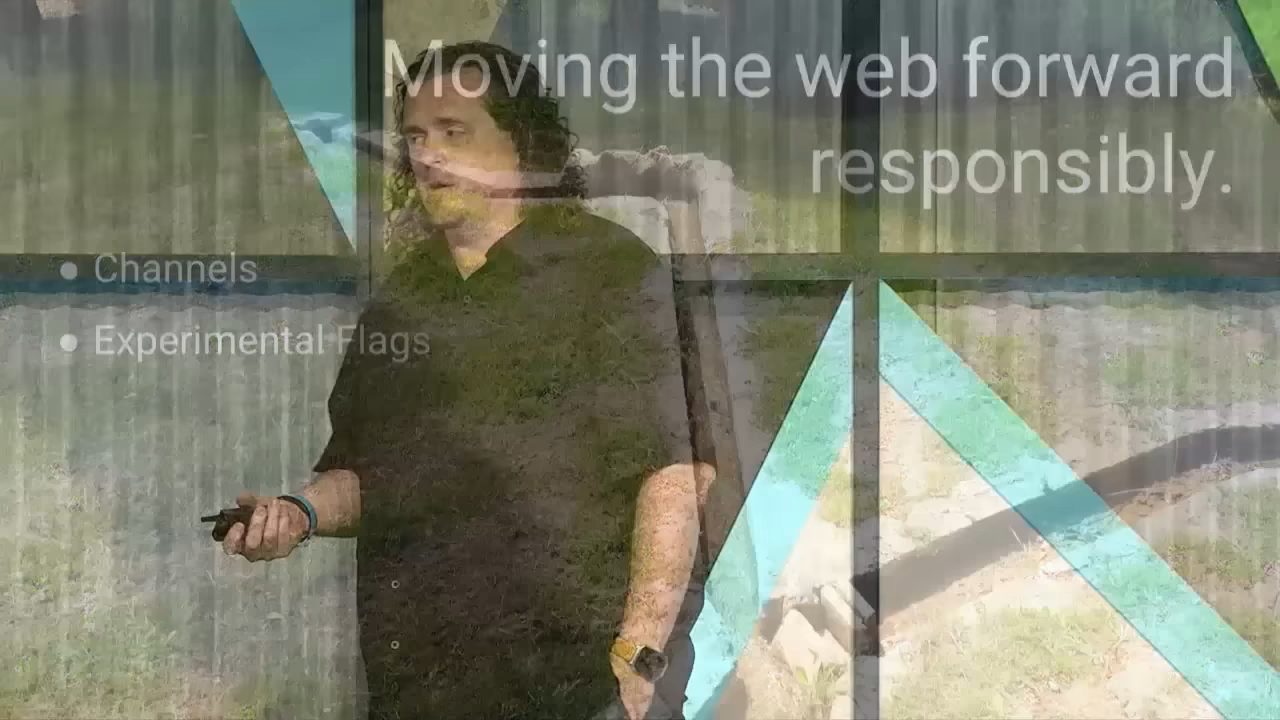 Moving the web forward
responsibly.
• Channels
• Experimental Flags